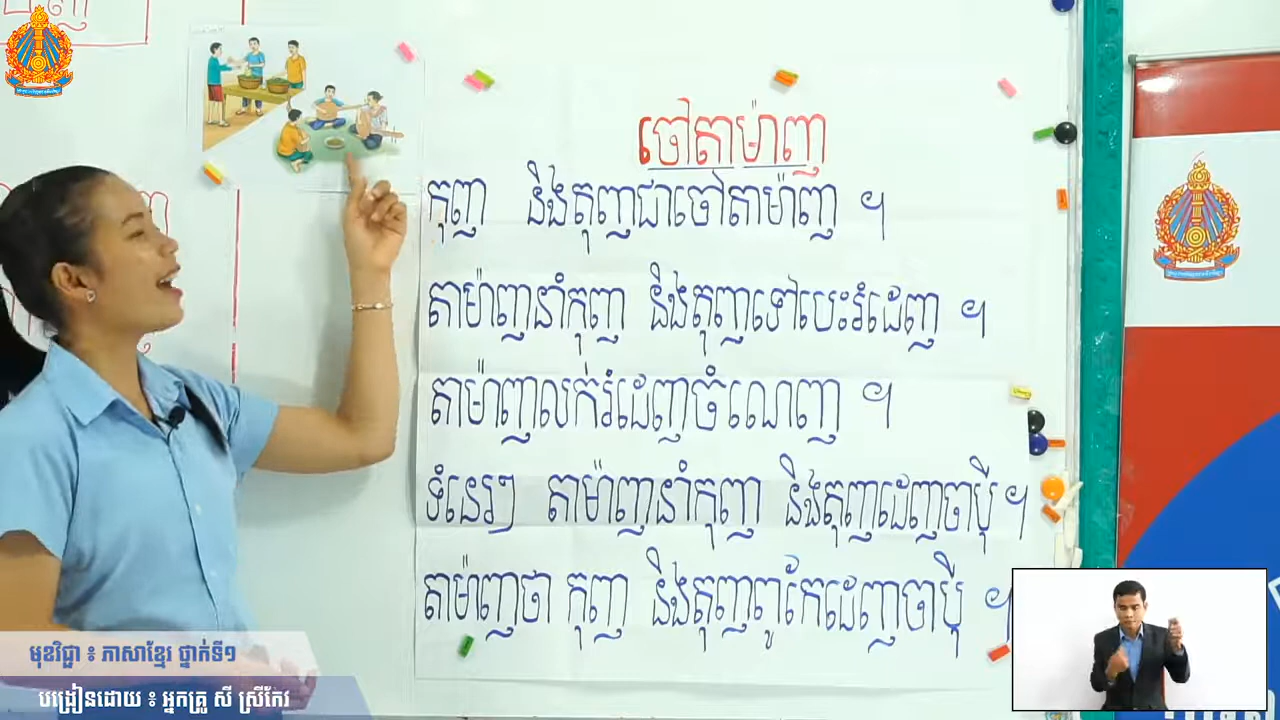 ចៅតាម៉ាញ
កុញ និងតុញជាចៅតាម៉ាញ ។
តាម៉ាញនាំកុញ និងតុញទៅបេះរំដេញ ។
តាម៉ាញលក់រំដេញចំណេញ ។
ទំនេរៗ តាម៉ាញនាំកុញ និងតុញដេញចាប៉ី ។
តាម៉ាញថា កុញ និងតុញពូកែដេញចាប៉ី ។
មុខវិជ្ជា ៖ ភាសាខ្មែរ ថ្នាក់ទី១
បង្រៀនដោយ ៖ អ្នកគ្រូ សី ស្រីកែវ